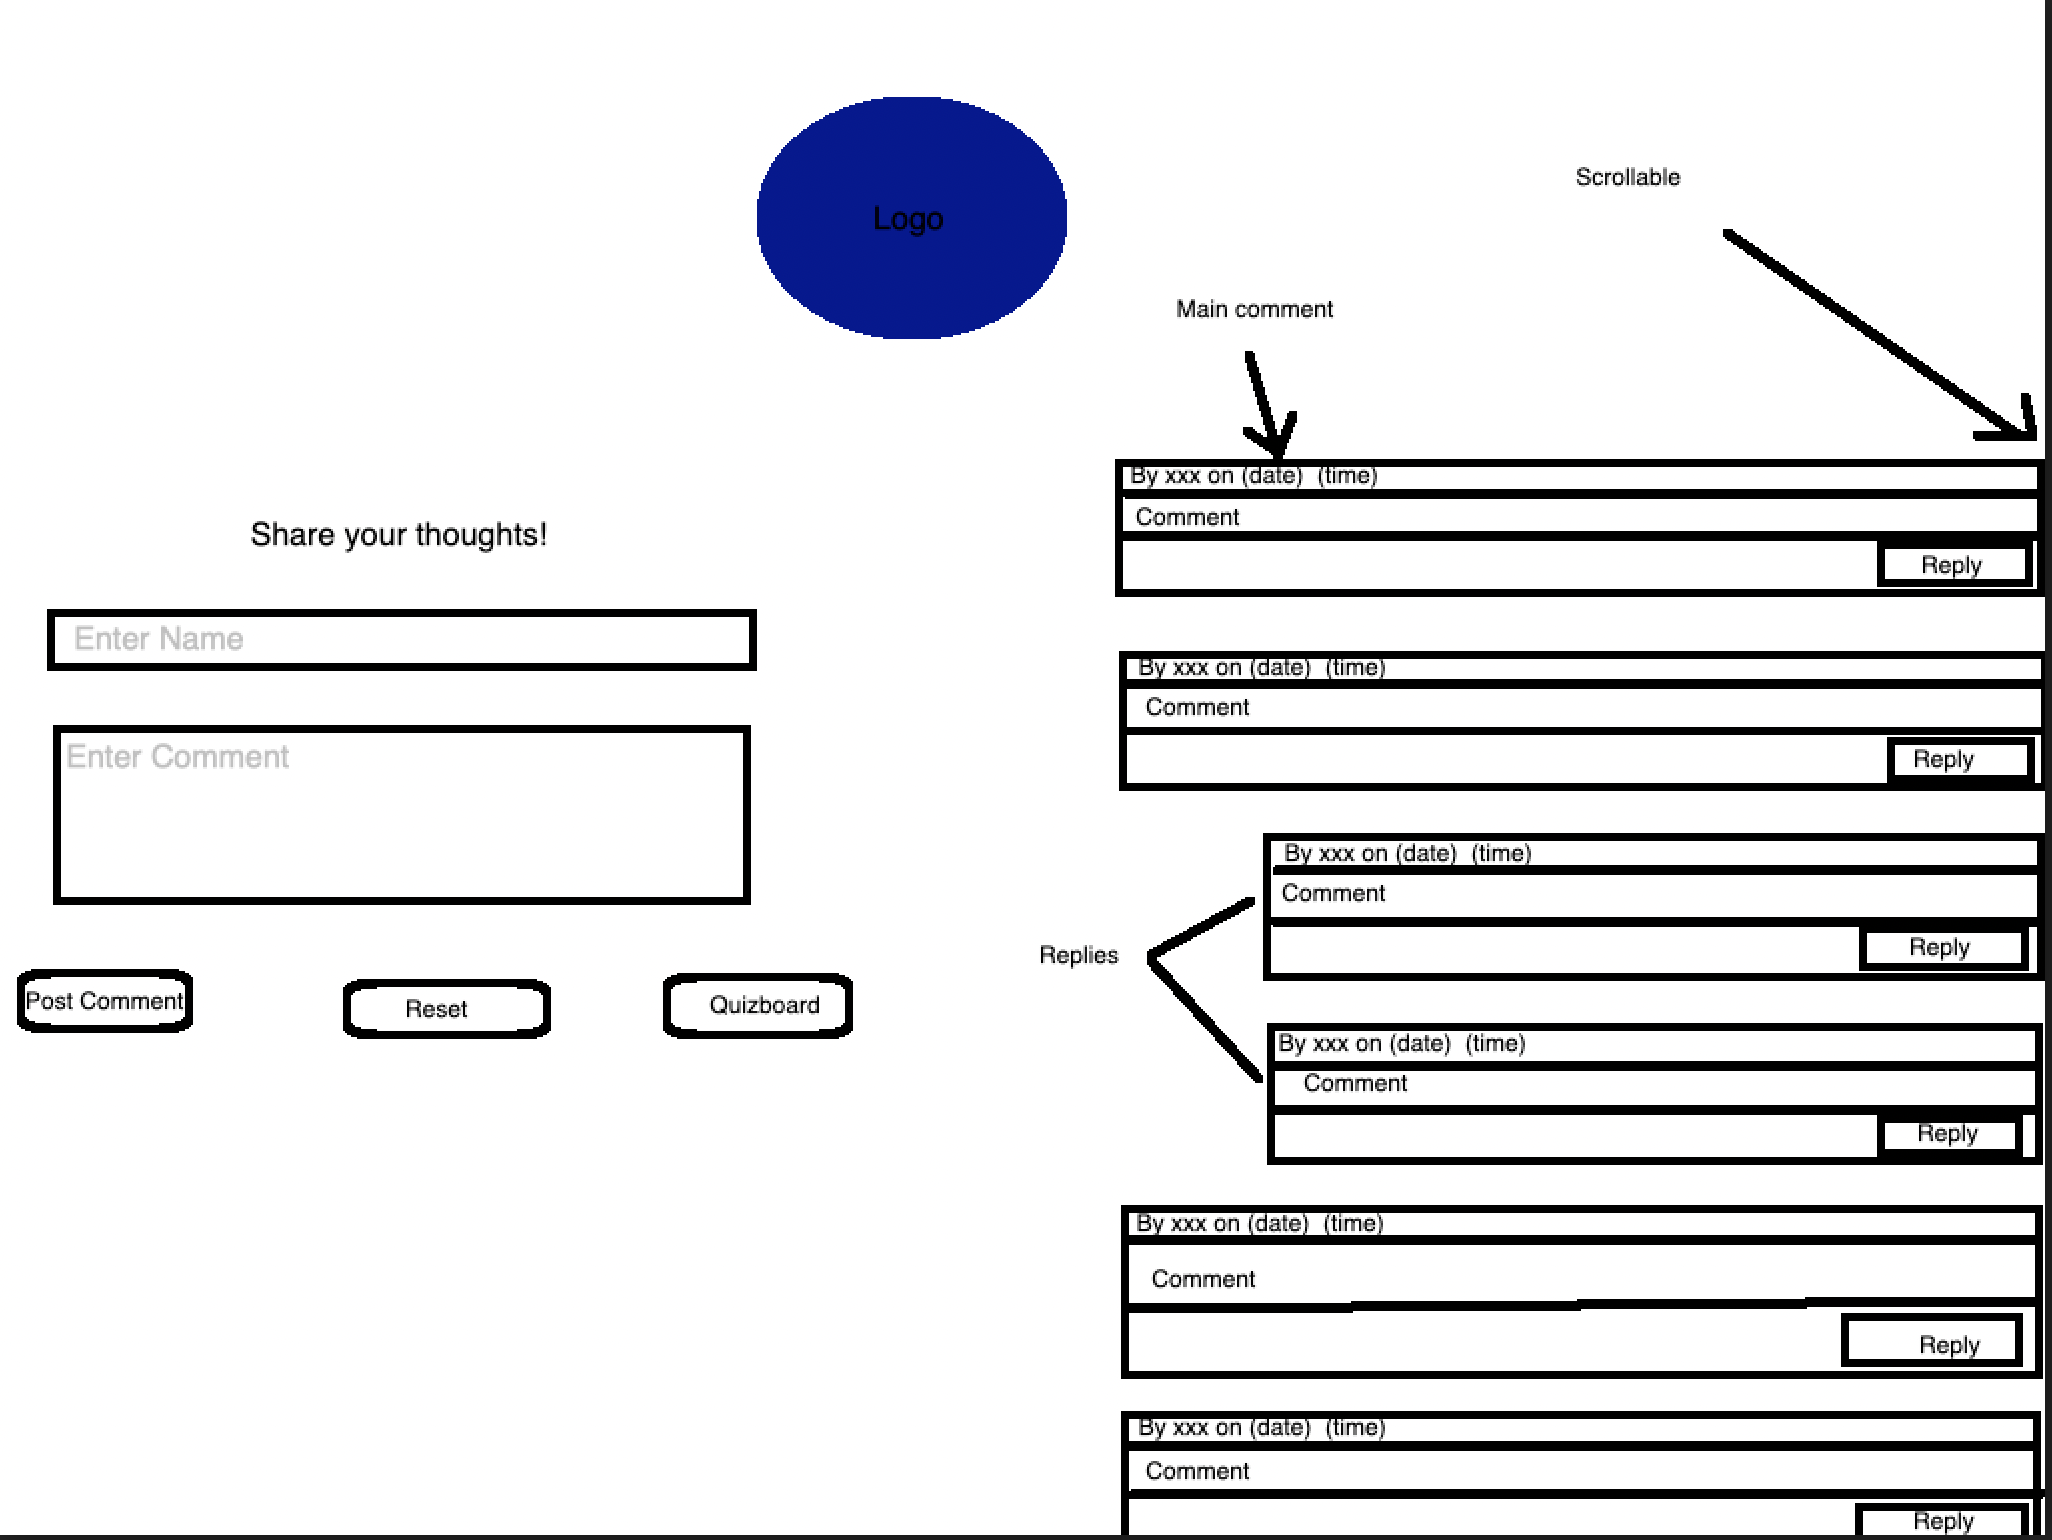 Logo
Scrollable
Main comment
Share your thoughts!
Enter Name
Enter Comment
Post Comment
Reset
Quizboard
By xxx on (date) (time)
Comment
Reply
By xxx on (date) (time)
Comment
Reply
Replies
By xxx on (date) (time)
Comment
Reply
By xxx on (date) (time)
Comment
Reply
By xxx on (date) (time)
Comment
Reply
By xxx on (date) (time)
Comment
Reply